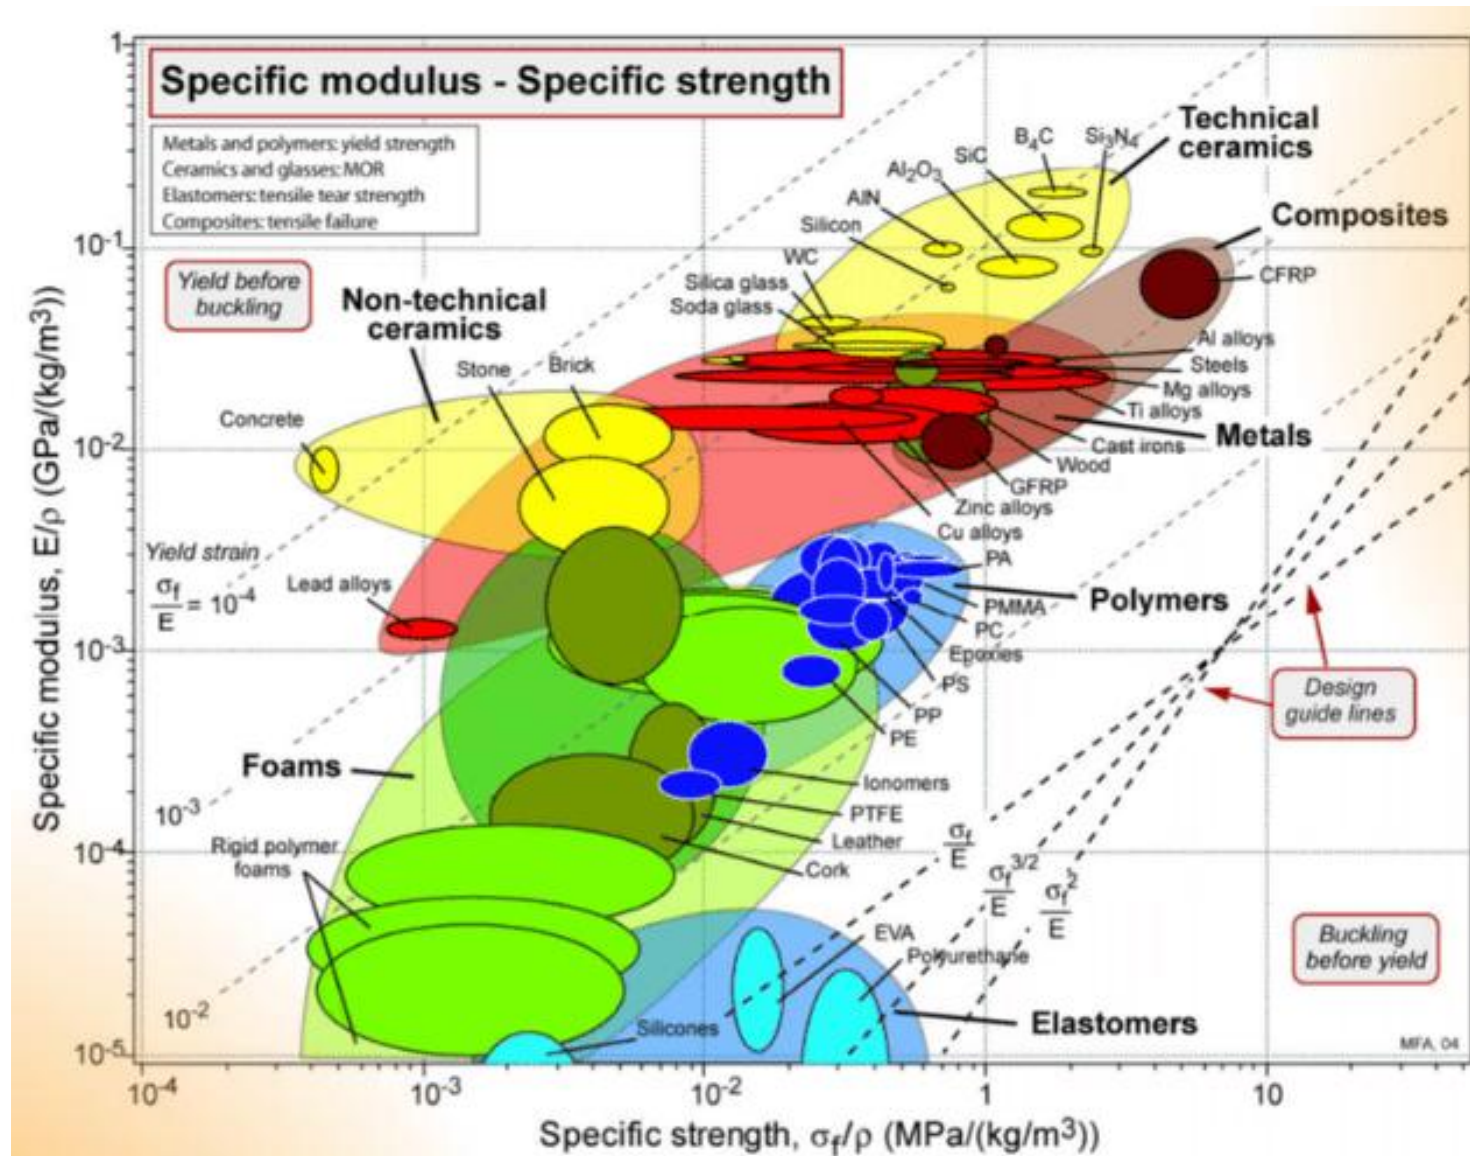 Specific modulus - Specific strength
Metals and polymers: yield strength
Ceramics and glasses: MOR
Elastomers: tensile tear strength
Composites: tensile failure
Yield before
buckling
Technical
ceramics
B₄C
Si₃N₄
SiC
Al₂O₃
AlN
Silicon
WC
Silica glass
Soda glass
Composites
CFRP
Non-technical
ceramics
Stone
Brick
Concrete
Al alloys
Steels
Mg alloys
Ti alloys
Metals
Cast irons
Wood
GFRP
Zinc alloys
Cu alloys
Yield strain
σf/E = 10⁻⁴
Lead alloys
PA
PMMA
Polymers
PC
Epoxies
PS
PP
PE
Design
guide lines
Foams
Ionomers
PTFE
Leather
Cork
10⁻³
Rigid polymer
foams
σf/E
σf^3/2/E
σf²/E
EVA
Polyurethane
Buckling
before yield
Silicones
Elastomers
10⁻²
MFA, 04
1
10⁻¹
10⁻²
10⁻³
10⁻⁴
10⁻⁵
Specific modulus, E/ρ (GPa/(kg/m³))
10⁻⁴
10⁻³
10⁻²
1
10
Specific strength, σf/ρ (MPa/(kg/m³))